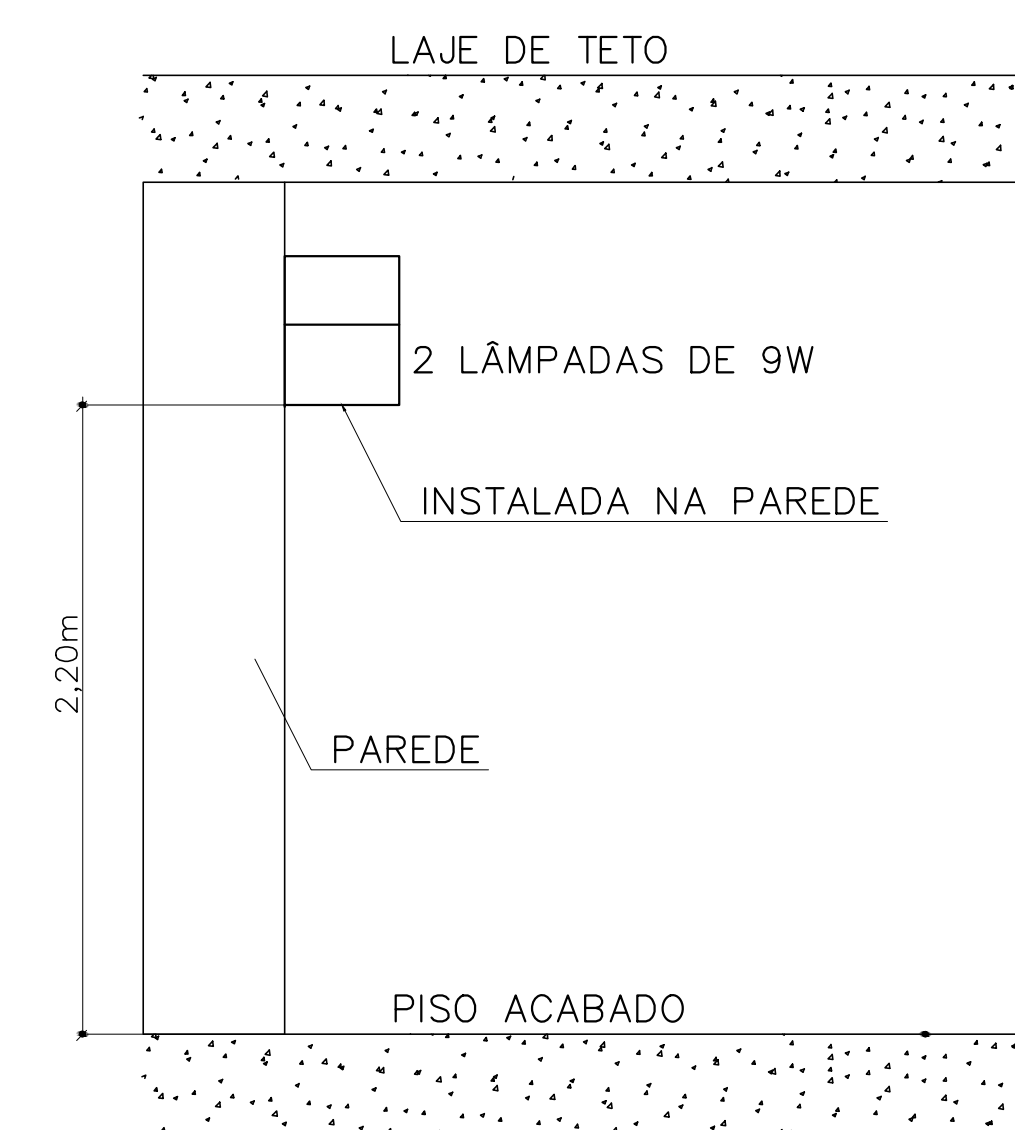 LAJE DE TETO
2 LÂMPADAS DE 9W
INSTALADA NA PAREDE
2,20m
PAREDE
PISO ACABADO